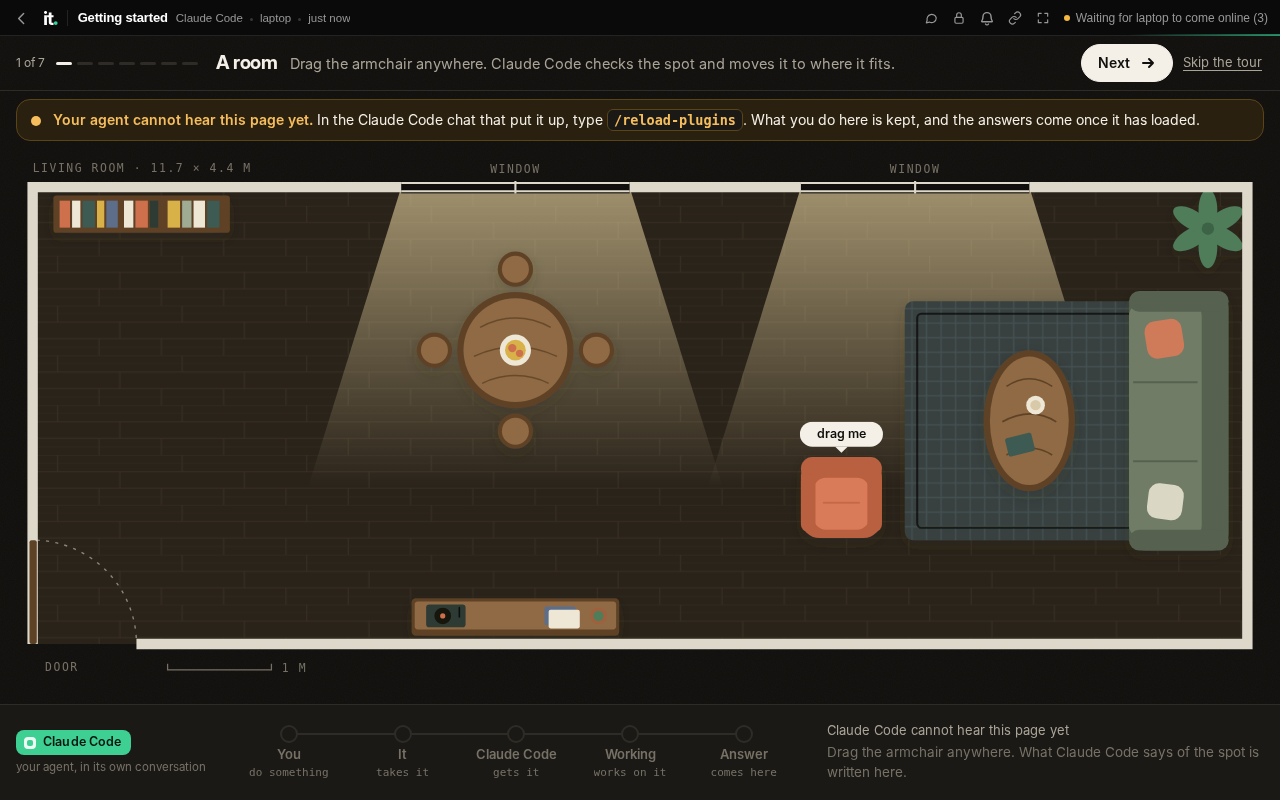 it. Getting started Claude Code • laptop • just now
Waiting for laptop to come online (3)
1 of 7
A room
Drag the armchair anywhere. Claude Code checks the spot and moves it to where it fits.
Next →
Skip the tour
Your agent cannot hear this page yet. In the Claude Code chat that put it up, type /reload-plugins. What you do here is kept, and the answers come once it has loaded.
LIVING ROOM · 11.7 × 4.4 M
WINDOW
WINDOW
drag me
DOOR
1 M
Claude Code
your agent, in its own conversation
You
do something
It
takes it
Claude Code
gets it
Working
works on it
Answer
comes here
Claude Code cannot hear this page yet
Drag the armchair anywhere. What Claude Code says of the spot is
written here.